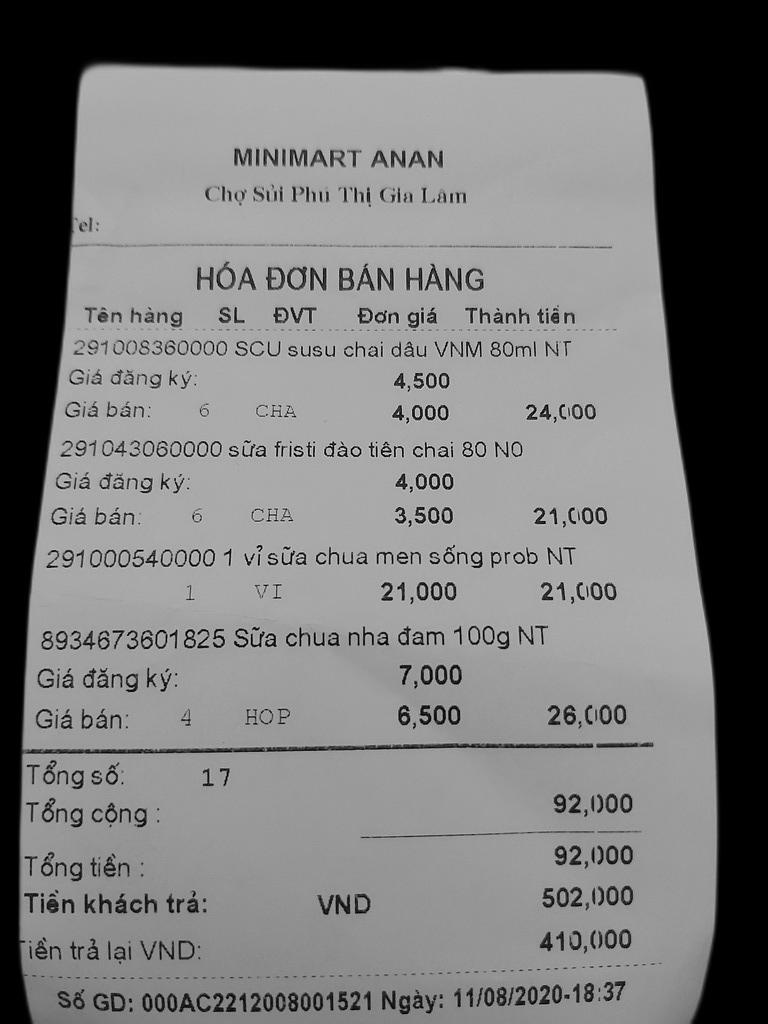 MINIMART ANAN
Chợ Sủi Phú Thị Gia Lâm
Tel:
HÓA ĐƠN BÁN HÀNG
Tên hàng SL ĐVT Đơn giá Thành tiền
291008360000 SCU susu chai dâu VNM 80ml NT
Giá đăng ký: 4,500
Giá bán: 6 CHA 4,000 24,000
291043060000 sữa fristi đào tiên chai 80 N0
Giá đăng ký: 4,000
Giá bán: 6 CHA 3,500 21,000
291000540000 1 vỉ sữa chua men sống prob NT
1 VI 21,000 21,000
8934673601825 Sữa chua nha đam 100g NT
Giá đăng ký: 7,000
Giá bán: 4 HOP 6,500 26,000
Tổng số: 17
Tổng cộng : 92,000
Tổng tiền : 92,000
Tiền khách trả: VND 502,000
Tiền trả lại VND: 410,000
Số GD: 000AC2212008001521 Ngày: 11/08/2020-18:37